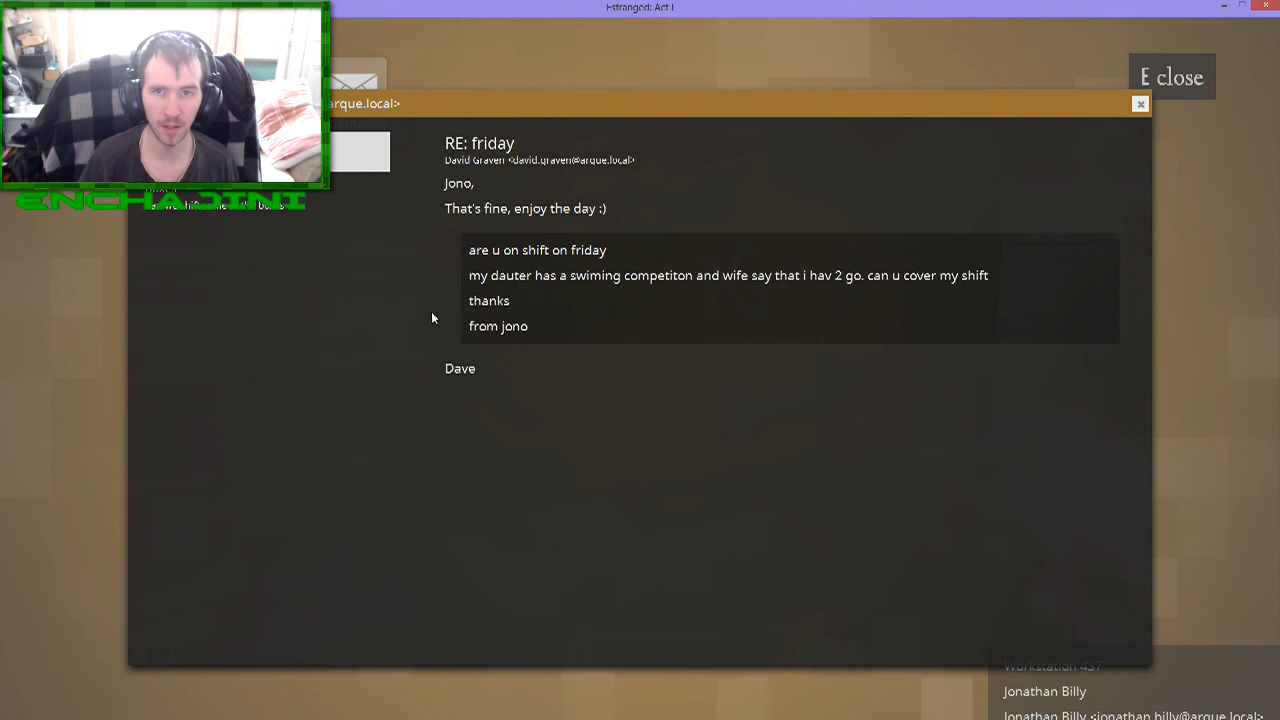 Estranged: Act I
E close
arque.local>
RE: friday
David Graven <david.graven@arque.local>
Jono,
That's fine, enjoy the day :)
are u on shift on friday
my dauter has a swiming competiton and wife say that i hav 2 go. can u cover my shift
thanks
from jono
Dave
ENCHADINI
Workstation 437
Jonathan Billy
Jonathan Billy <jonathan.billy@arque.local>